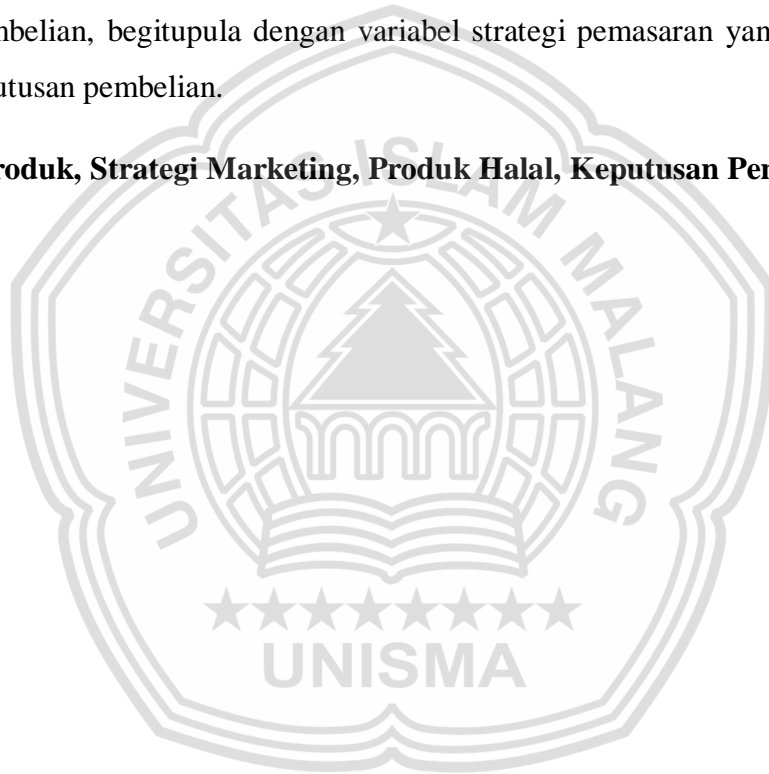 mbelian, begitupula dengan variabel strategi pemasaran yan
utusan pembelian.
roduk, Strategi Marketing, Produk Halal, Keputusan Pem
UNIVERSITAS ISLAM MALANG
UNISMA